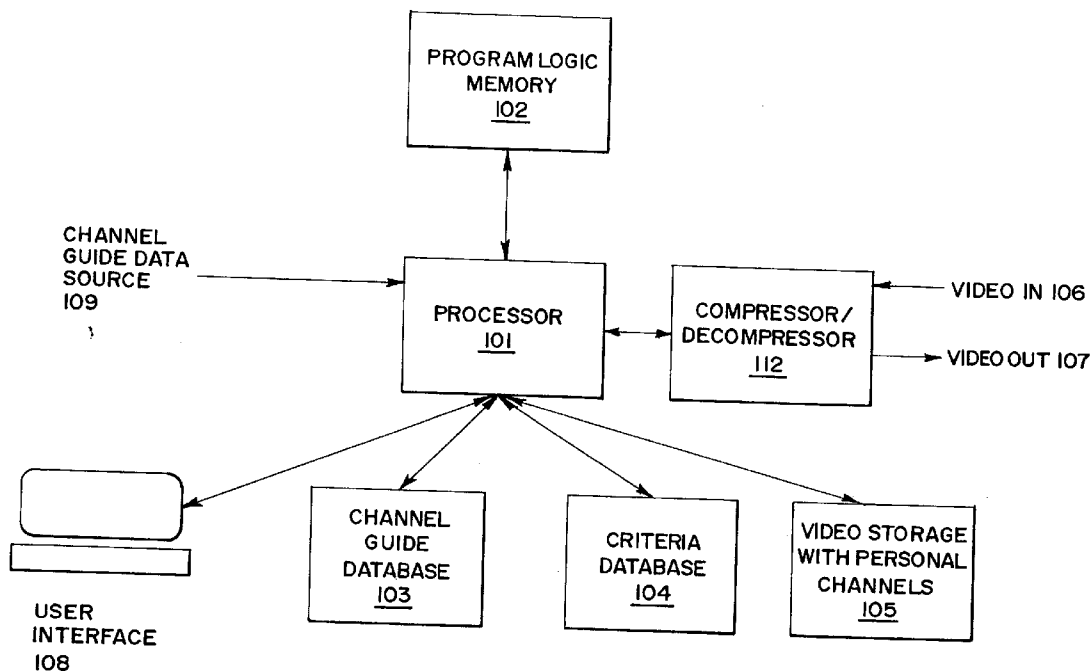 PROGRAM LOGIC
MEMORY
102
CHANNEL
GUIDE DATA
SOURCE
109
PROCESSOR
101
COMPRESSOR/
DECOMPRESSOR
112
VIDEO IN 106
VIDEO OUT 107
USER
INTERFACE
108
CHANNEL
GUIDE
DATABASE
103
CRITERIA
DATABASE
104
VIDEO STORAGE
WITH PERSONAL
CHANNELS
105